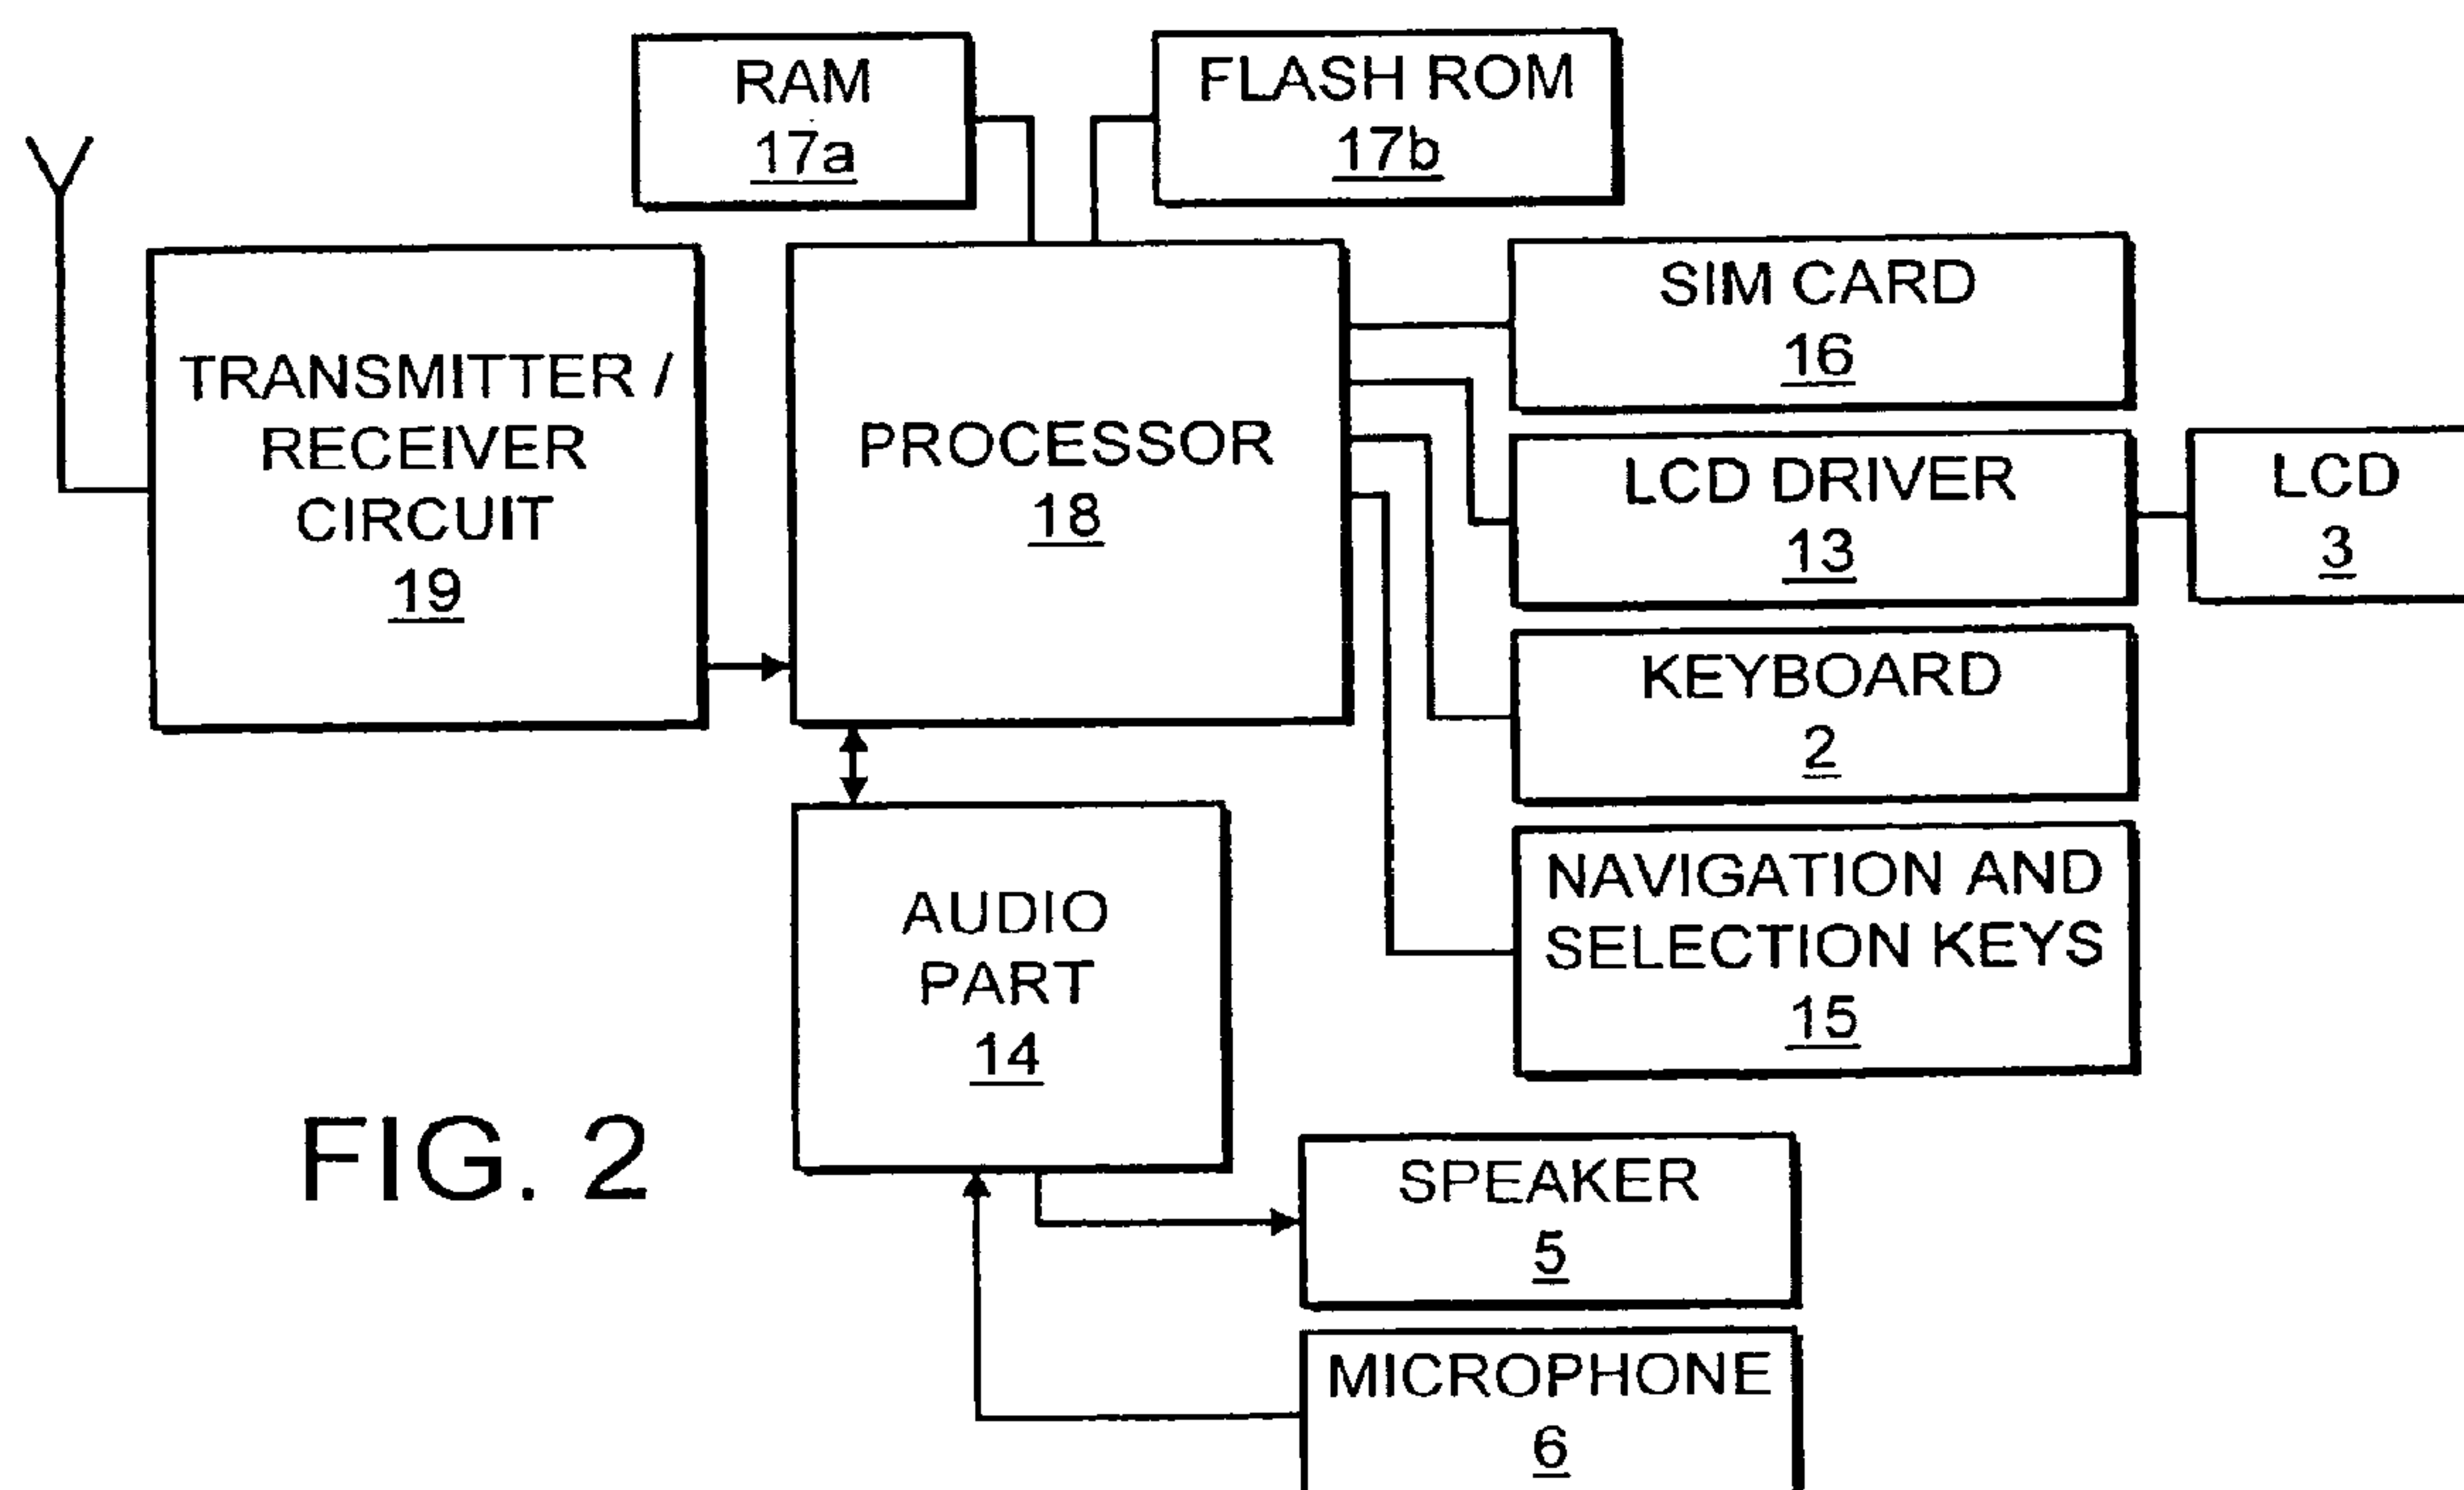 RAM
17a
FLASH ROM
17b
TRANSMITTER /
RECEIVER
CIRCUIT
19
PROCESSOR
18
SIM CARD
16
LCD DRIVER
13
LCD
3
KEYBOARD
2
NAVIGATION AND
SELECTION KEYS
15
AUDIO
PART
14
SPEAKER
5
MICROPHONE
6
FIG. 2